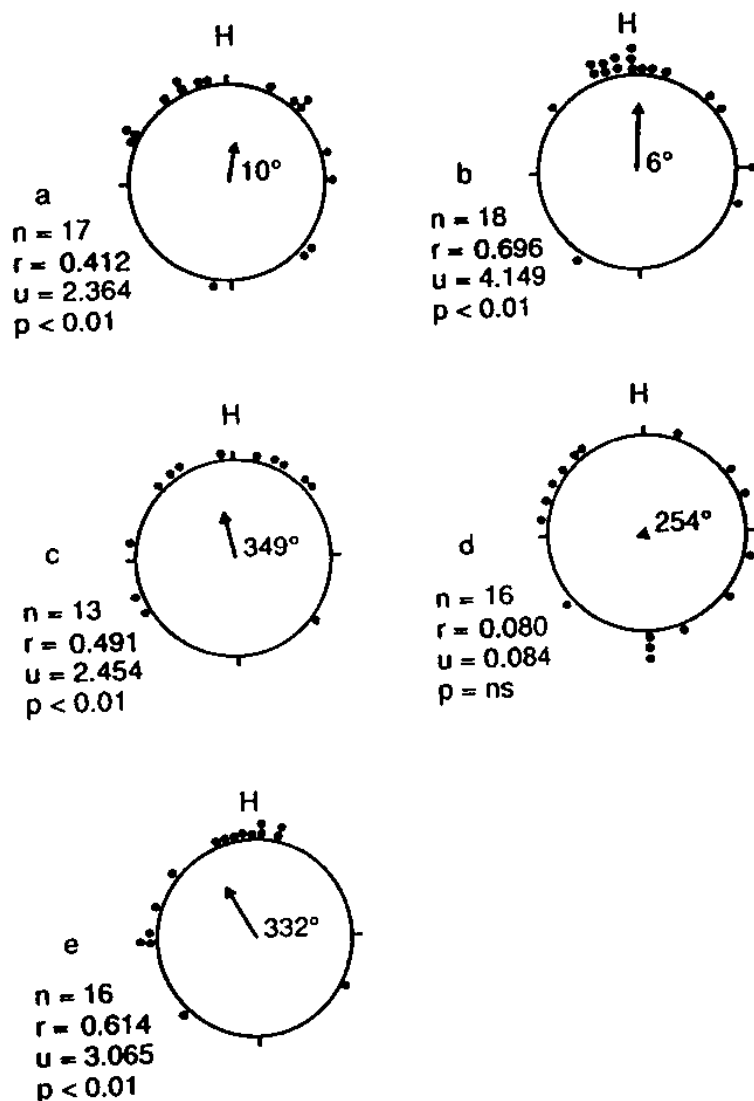 H
10°
a
n = 17
r = 0.412
u = 2.364
p < 0.01
H
6°
b
n = 18
r = 0.696
u = 4.149
p < 0.01
H
349°
c
n = 13
r = 0.491
u = 2.454
p < 0.01
H
254°
d
n = 16
r = 0.080
u = 0.084
p = ns
H
332°
e
n = 16
r = 0.614
u = 3.065
p < 0.01